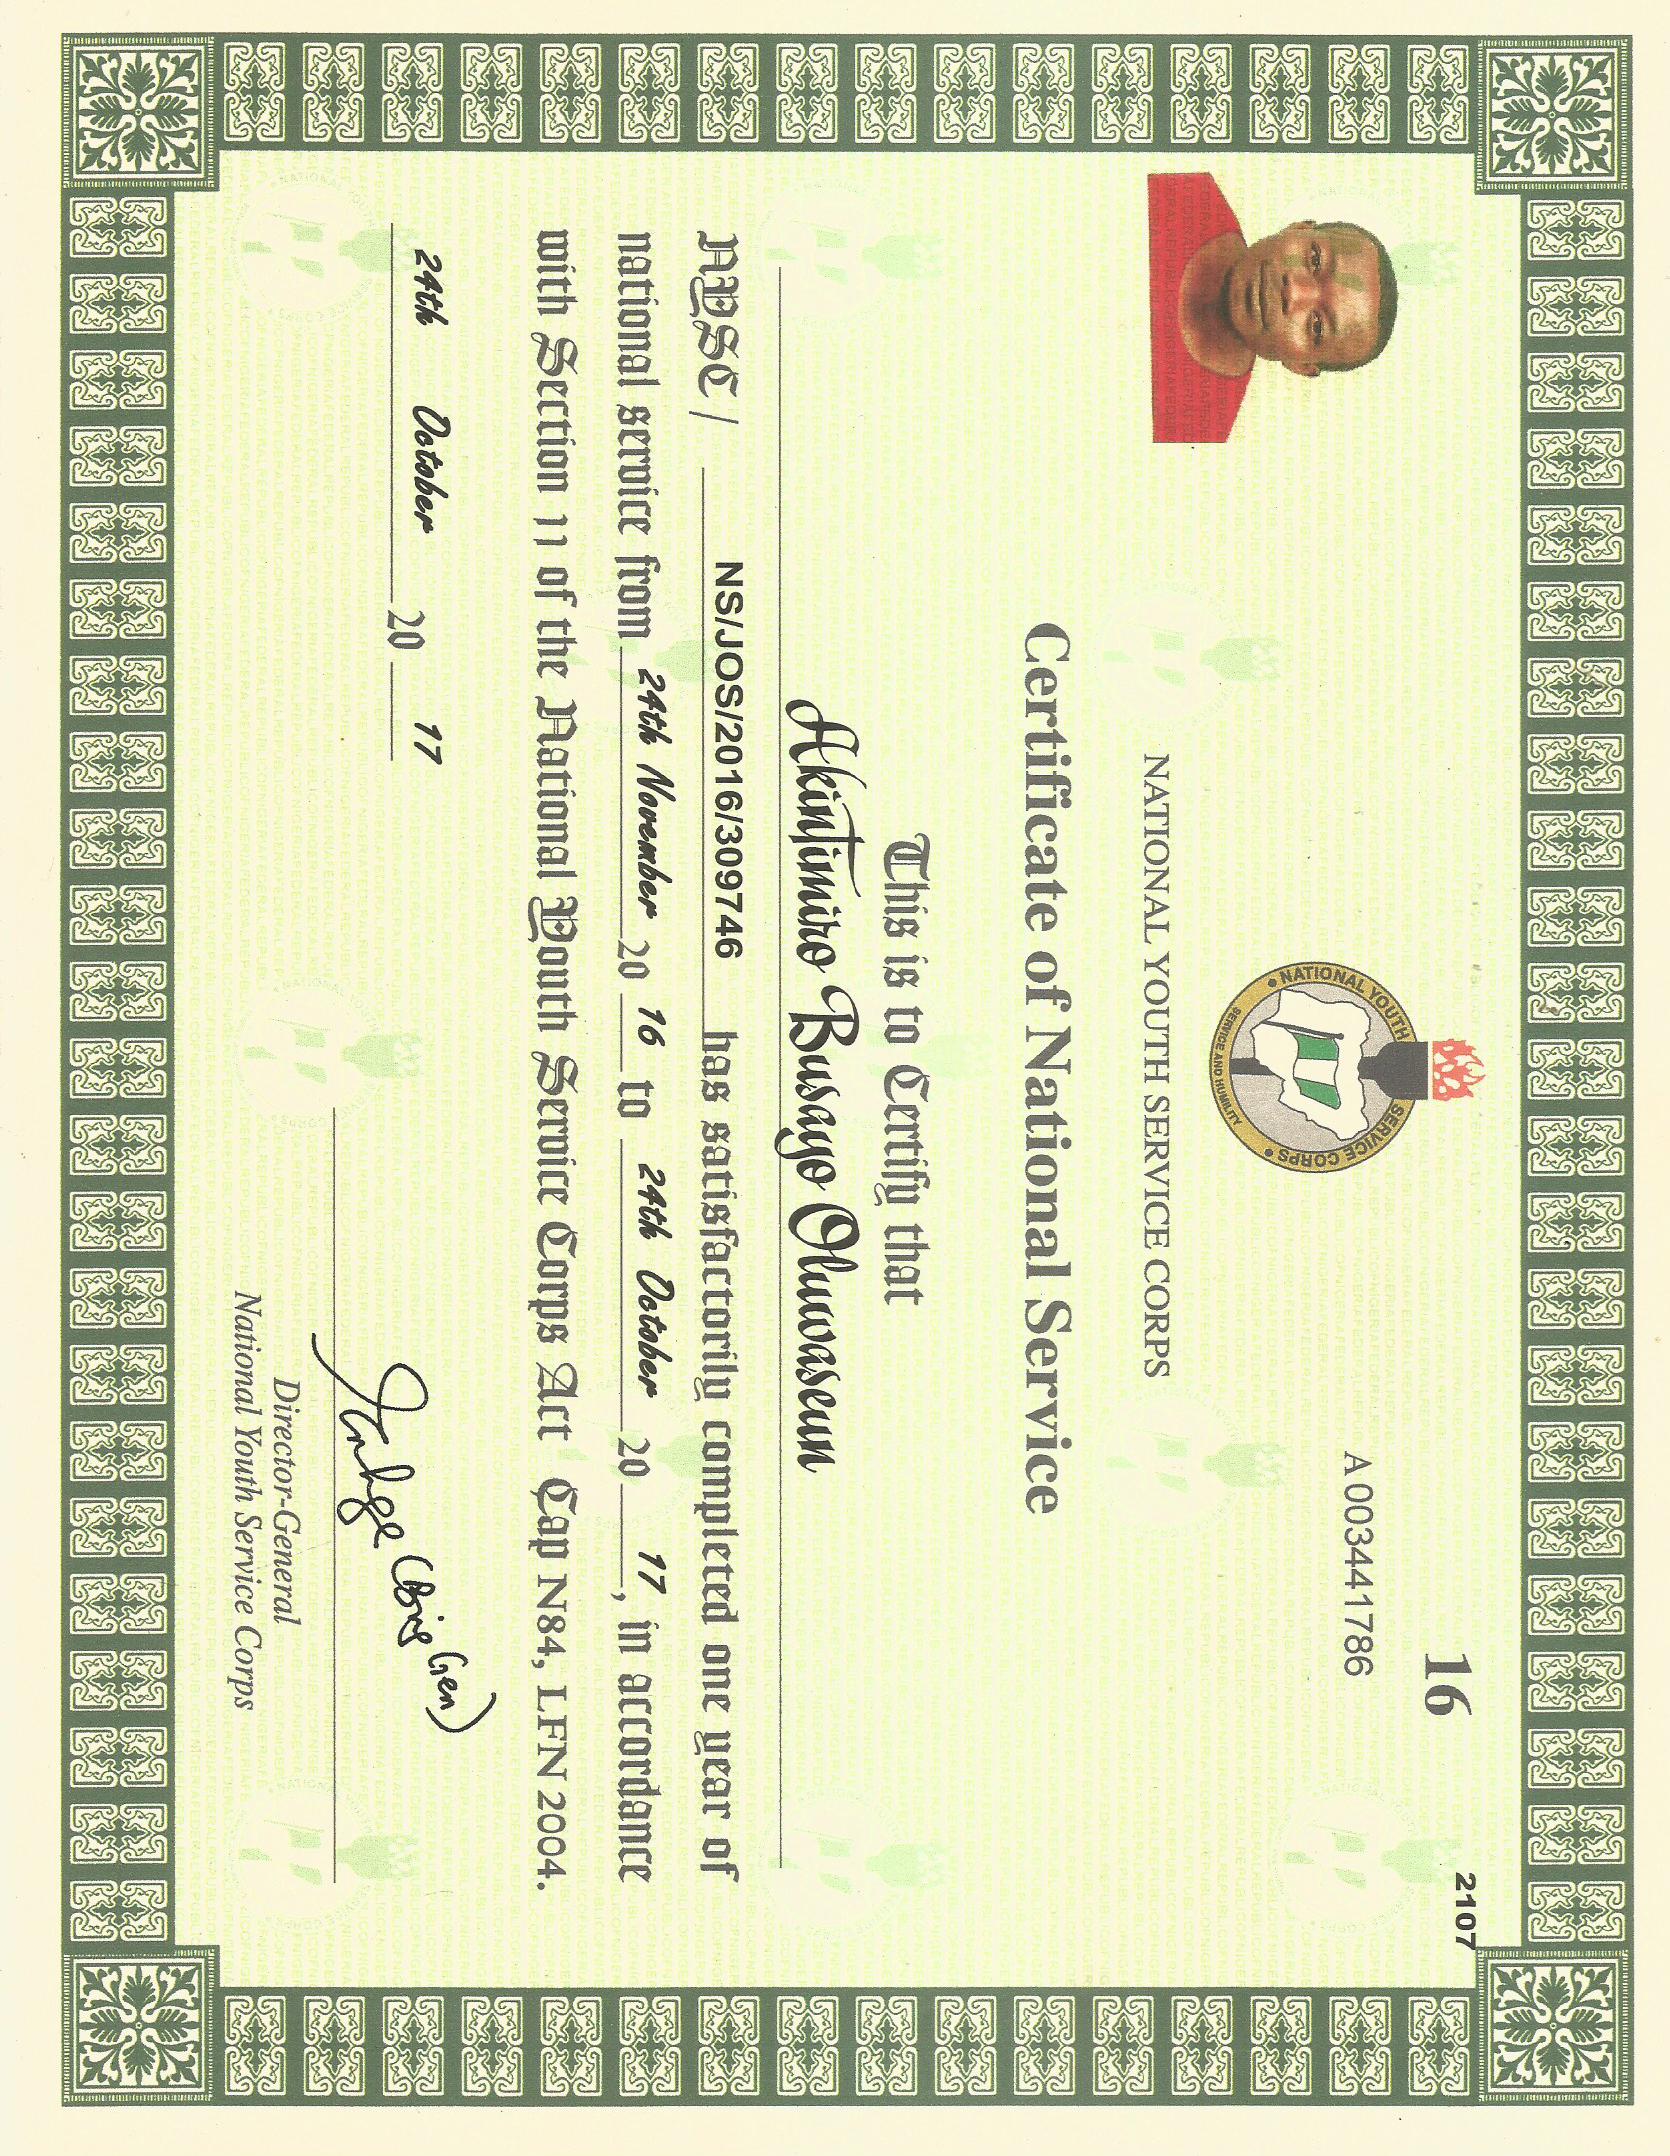 2107
16
A 003441786
NATIONAL YOUTH SERVICE CORPS
SERVICE AND HUMILITY
NATIONAL YOUTH SERVICE CORPS
Certificate of National Service
This is to Certify that
Akintimiro Busayo Oluwaseun
NYSC / NS/JOS/2016/309746 has satisfactorily completed one year of
national service from 24th November 20 16 to 24th October 20 17, in accordance
with Section 11 of the National Youth Service Corps Act Cap N84, LFN 2004.
24th October 20 17
(Brig Gen)
Director-General
National Youth Service Corps